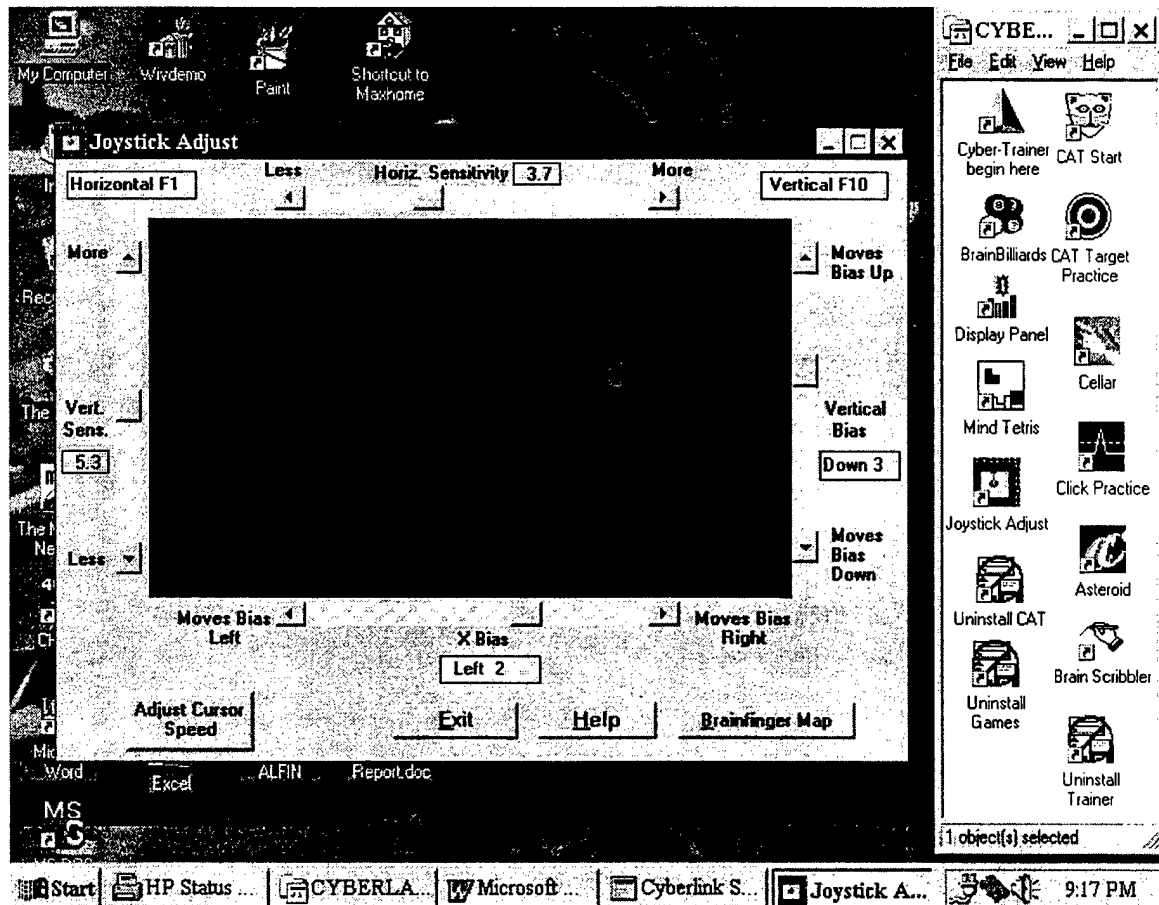 My Computer
Wivdemo
Paint
Shortcut to
Maxhome
Joystick Adjust
Horizontal F1
Less
Horiz. Sensitivity 3.7
More
Vertical F10
More
Moves
Bias Up
Vert.
Sens.
5.3
Vertical
Bias
Down 3
Less
Moves
Bias
Down
Moves Bias
Left
X Bias
Left 2
Moves Bias
Right
Adjust Cursor
Speed
Exit
Help
Brainfinger Map
The
The
Ne
Word
Excel
ALFIN
Report.doc
MS
CYBE...
File Edit View Help
Cyber-Trainer
begin here
CAT Start
BrainBilliards
CAT Target
Practice
Display Panel
Cellar
Mind Tetris
Click Practice
Joystick Adjust
Asteroid
Uninstall CAT
Brain Scribbler
Uninstall
Games
Uninstall
Trainer
1 object(s) selected
Start
HP Status ...
CYBERLA...
Microsoft ...
Cyberlink S...
Joystick A...
9:17 PM